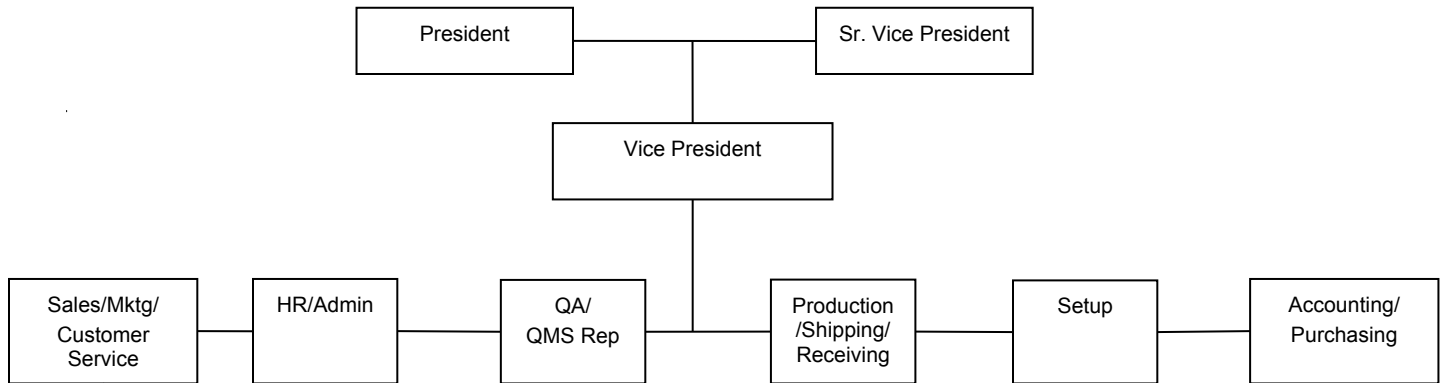 President
Sr. Vice President
Vice President
Sales/Mktg/
Customer
Service
HR/Admin
QA/
QMS Rep
Production
/Shipping/
Receiving
Setup
Accounting/
Purchasing